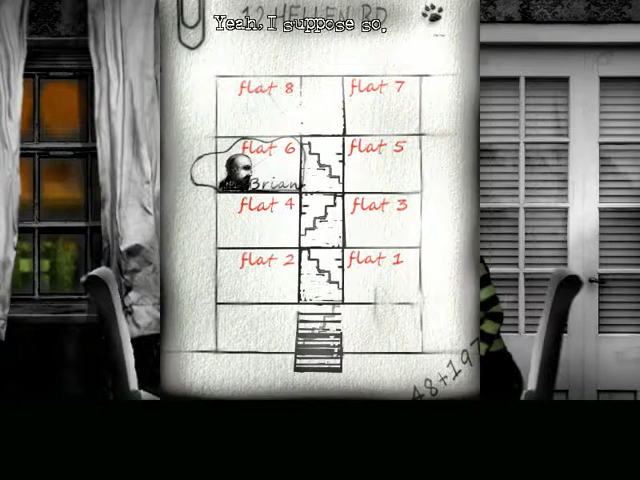 12 HELLEN RD
Yeah, I suppose so.
flat 8 flat 7
flat 6 flat 5
Brian
flat 4 flat 3
flat 2 flat 1
48+197